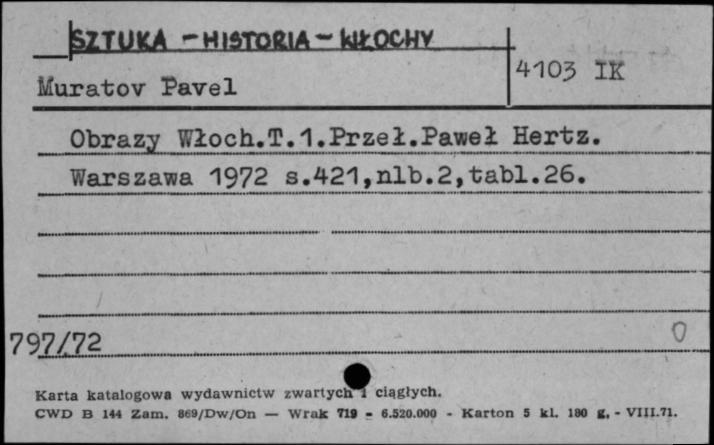 SZTUKA - HISTORIA - WŁOCHY
4103 IK
Muratov Pavel
Obrazy Włoch.T.1.Przeł.Paweł Hertz.
Warszawa 1972 s.421,nlb.2,tabl.26.
797/72
0
Karta katalogowa wydawnictw zwartych i ciągłych.
CWD B 144 Zam. 869/Dw/On — Wrak 719 - 6.520.000 - Karton 5 kl. 180 g. - VIII.71.